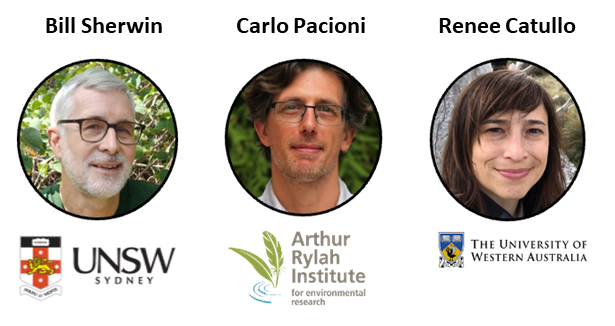 Bill Sherwin
Carlo Pacioni
Renee Catullo
UNSW
SYDNEY
Arthur
Rylah
Institute
for environmental
research
THE UNIVERSITY OF
WESTERN AUSTRALIA